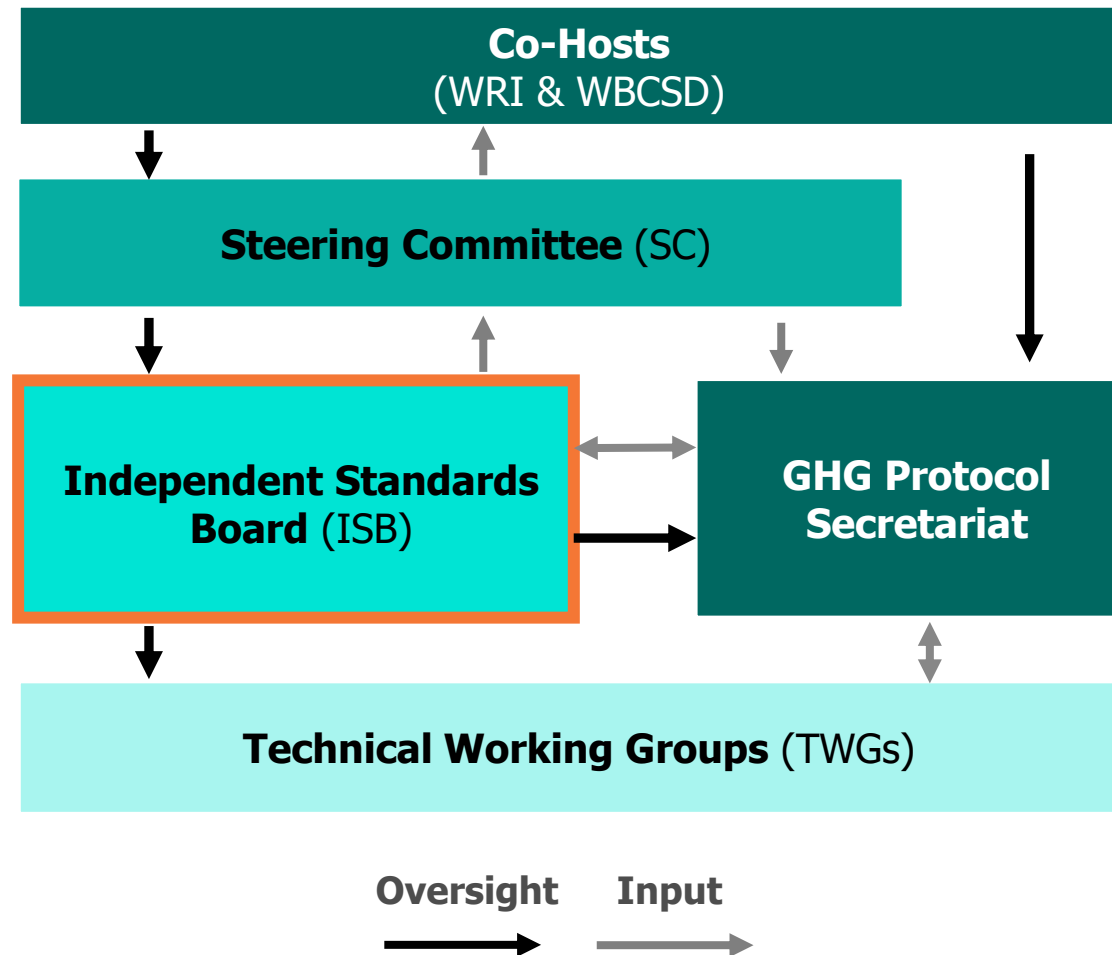 Co-Hosts
(WRI & WBCSD)
Steering Committee (SC)
Independent Standards
Board (ISB)
GHG Protocol
Secretariat
Technical Working Groups (TWGs)
Oversight
Input